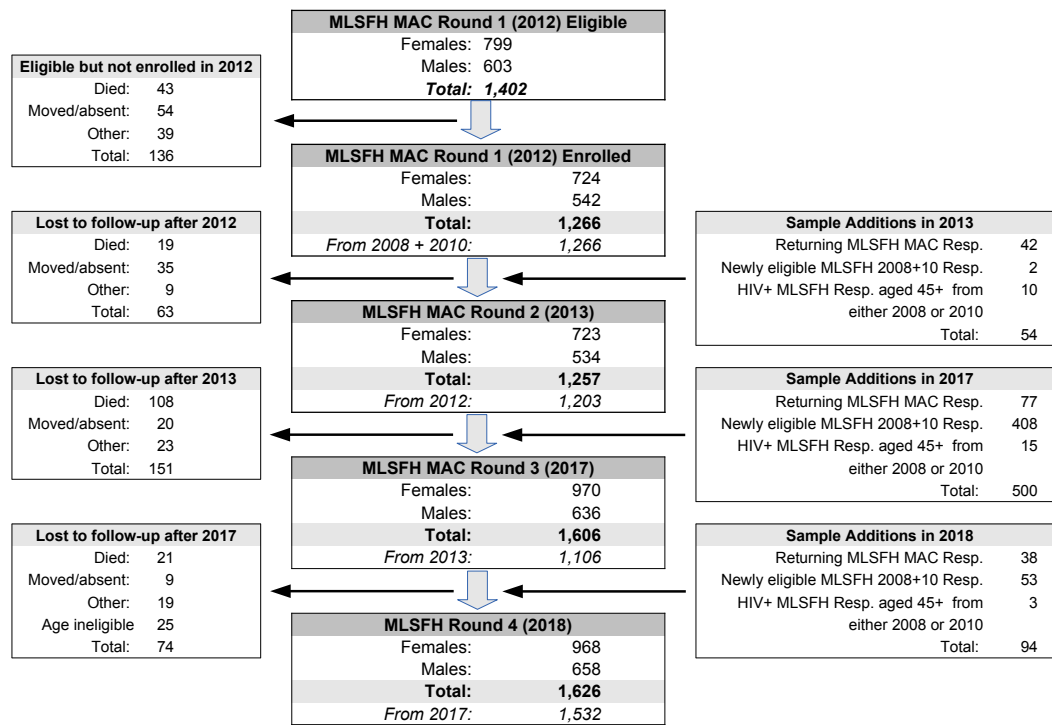 MLSFH MAC Round 1 (2012) Eligible
Females: 799
Males: 603
Total: 1,402
Eligible but not enrolled in 2012
Died: 43
Moved/absent: 54
Other: 39
Total: 136
MLSFH MAC Round 1 (2012) Enrolled
Females: 724
Males: 542
Total: 1,266
From 2008 + 2010: 1,266
Lost to follow-up after 2012
Died: 19
Moved/absent: 35
Other: 9
Total: 63
Sample Additions in 2013
Returning MLSFH MAC Resp. 42
Newly eligible MLSFH 2008+10 Resp. 2
HIV+ MLSFH Resp. aged 45+ from 10
either 2008 or 2010
Total: 54
MLSFH MAC Round 2 (2013)
Females: 723
Males: 534
Total: 1,257
From 2012: 1,203
Lost to follow-up after 2013
Died: 108
Moved/absent: 20
Other: 23
Total: 151
Sample Additions in 2017
Returning MLSFH MAC Resp. 77
Newly eligible MLSFH 2008+10 Resp. 408
HIV+ MLSFH Resp. aged 45+ from 15
either 2008 or 2010
Total: 500
MLSFH MAC Round 3 (2017)
Females: 970
Males: 636
Total: 1,606
From 2013: 1,106
Lost to follow-up after 2017
Died: 21
Moved/absent: 9
Other: 19
Age ineligible 25
Total: 74
Sample Additions in 2018
Returning MLSFH MAC Resp. 38
Newly eligible MLSFH 2008+10 Resp. 53
HIV+ MLSFH Resp. aged 45+ from 3
either 2008 or 2010
Total: 94
MLSFH Round 4 (2018)
Females: 968
Males: 658
Total: 1,626
From 2017: 1,532